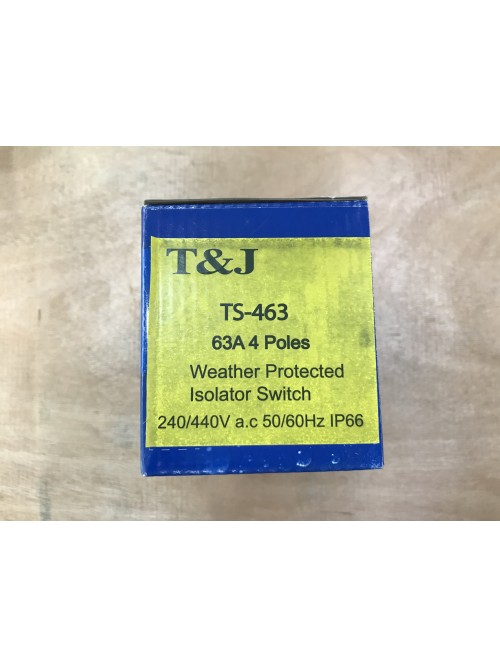 T&J
TS-463
63A 4 Poles
Weather Protected
Isolator Switch
240/440V a.c 50/60Hz IP66